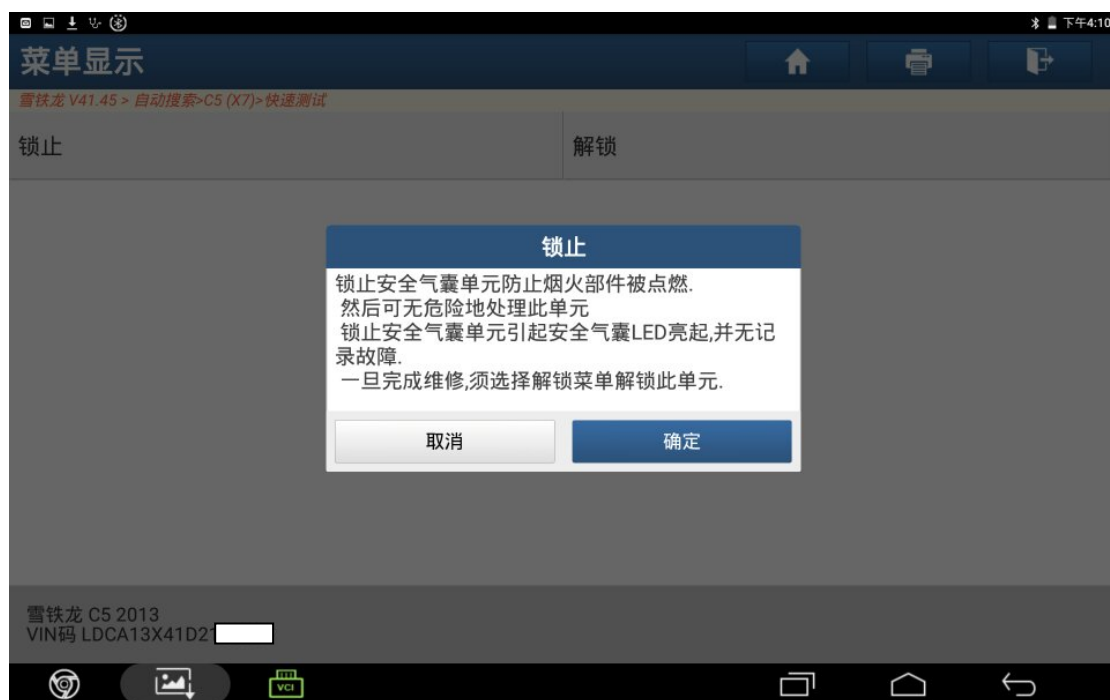 下午4:10
菜单显示
雪铁龙 V41.45 > 自动搜索>C5 (X7)>快速测试
锁止
解锁
锁止
锁止安全气囊单元防止烟火部件被点燃.
然后可无危险地处理此单元
锁止安全气囊单元引起安全气囊LED亮起,并无记
录故障.
一旦完成维修,须选择解锁菜单解锁此单元.
取消
确定
雪铁龙 C5 2013
VIN码 LDCA13X41D21
VCI